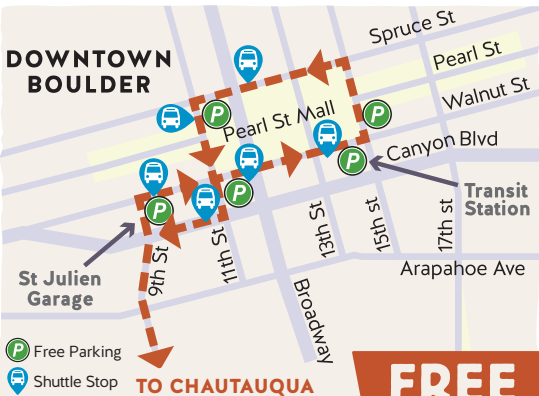 Spruce St
DOWNTOWN
BOULDER
Pearl St
Walnut St
P
Pearl St Mall
P
Canyon Blvd
P
P
P
Transit
Station
9th St
11th St
13th St
15th st
17th st
St Julien
Garage
Arapahoe Ave
Broadway
P Free Parking
Shuttle Stop
TO CHAUTAUQUA
FREE